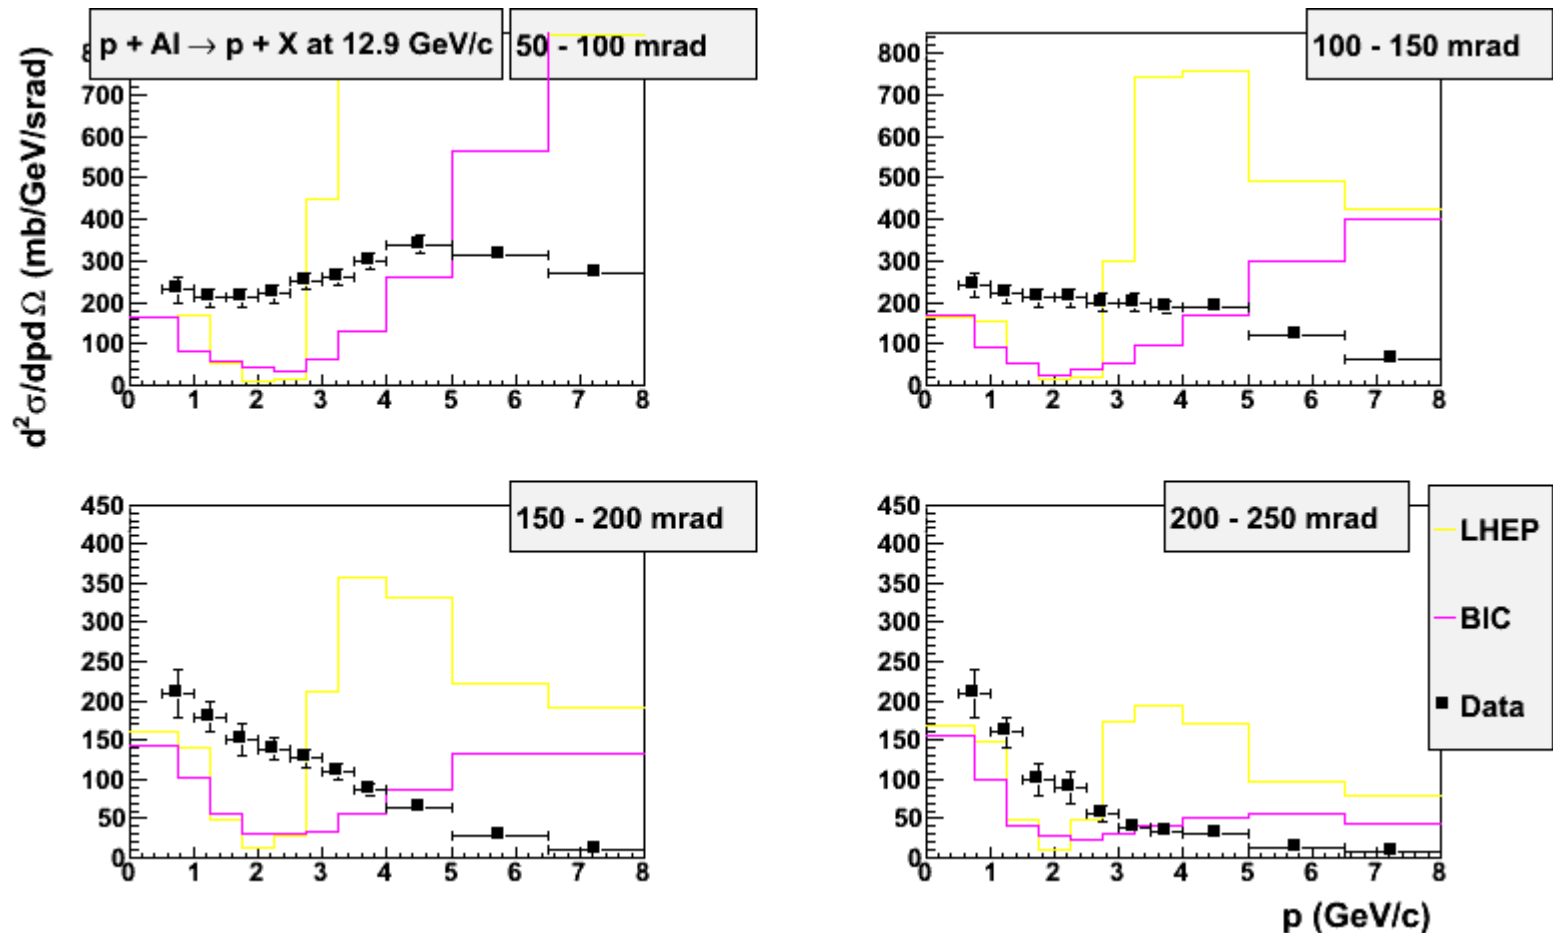 d²σ/dpdΩ (mb/GeV/srad)
p + Al → p + X at 12.9 GeV/c
50 - 100 mrad
8
700
600
500
400
300
200
100
0
0 1 2 3 4 5 6 7 8
100 - 150 mrad
800
700
600
500
400
300
200
100
0
0 1 2 3 4 5 6 7 8
150 - 200 mrad
450
400
350
300
250
200
150
100
50
0
0 1 2 3 4 5 6 7 8
200 - 250 mrad
450
400
350
300
250
200
150
100
50
0
0 1 2 3 4 5 6 7 8
LHEP
BIC
Data
p (GeV/c)